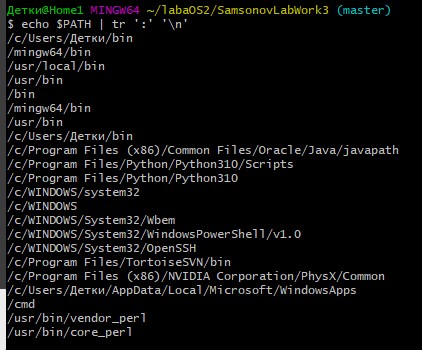 Детки@Home1 MINGW64 ~/labaOS2/SamsonovLabWork3 (master)
$ echo $PATH | tr ':' '\n'
/c/Users/Детки/bin
/mingw64/bin
/usr/local/bin
/usr/bin
/bin
/mingw64/bin
/usr/bin
/c/Users/Детки/bin
/c/Program Files (x86)/Common Files/Oracle/Java/javapath
/c/Program Files/Python/Python310/Scripts
/c/Program Files/Python/Python310
/c/WINDOWS/system32
/c/WINDOWS
/c/WINDOWS/System32/Wbem
/c/WINDOWS/System32/WindowsPowerShell/v1.0
/c/WINDOWS/System32/OpenSSH
/c/Program Files/TortoiseSVN/bin
/c/Program Files (x86)/NVIDIA Corporation/PhysX/Common
/c/Users/Детки/AppData/Local/Microsoft/WindowsApps
/cmd
/usr/bin/vendor_perl
/usr/bin/core_perl